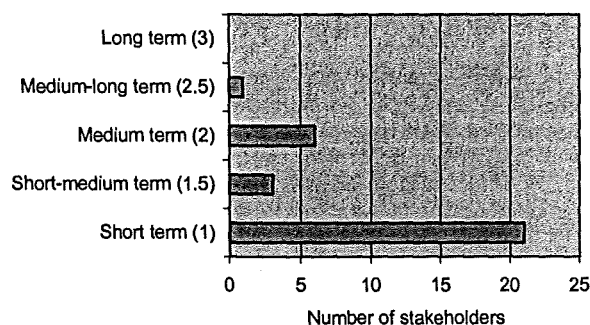 Long term (3)
Medium-long term (2.5)
Medium term (2)
Short-medium term (1.5)
Short term (1)
0 5 10 15 20 25
Number of stakeholders